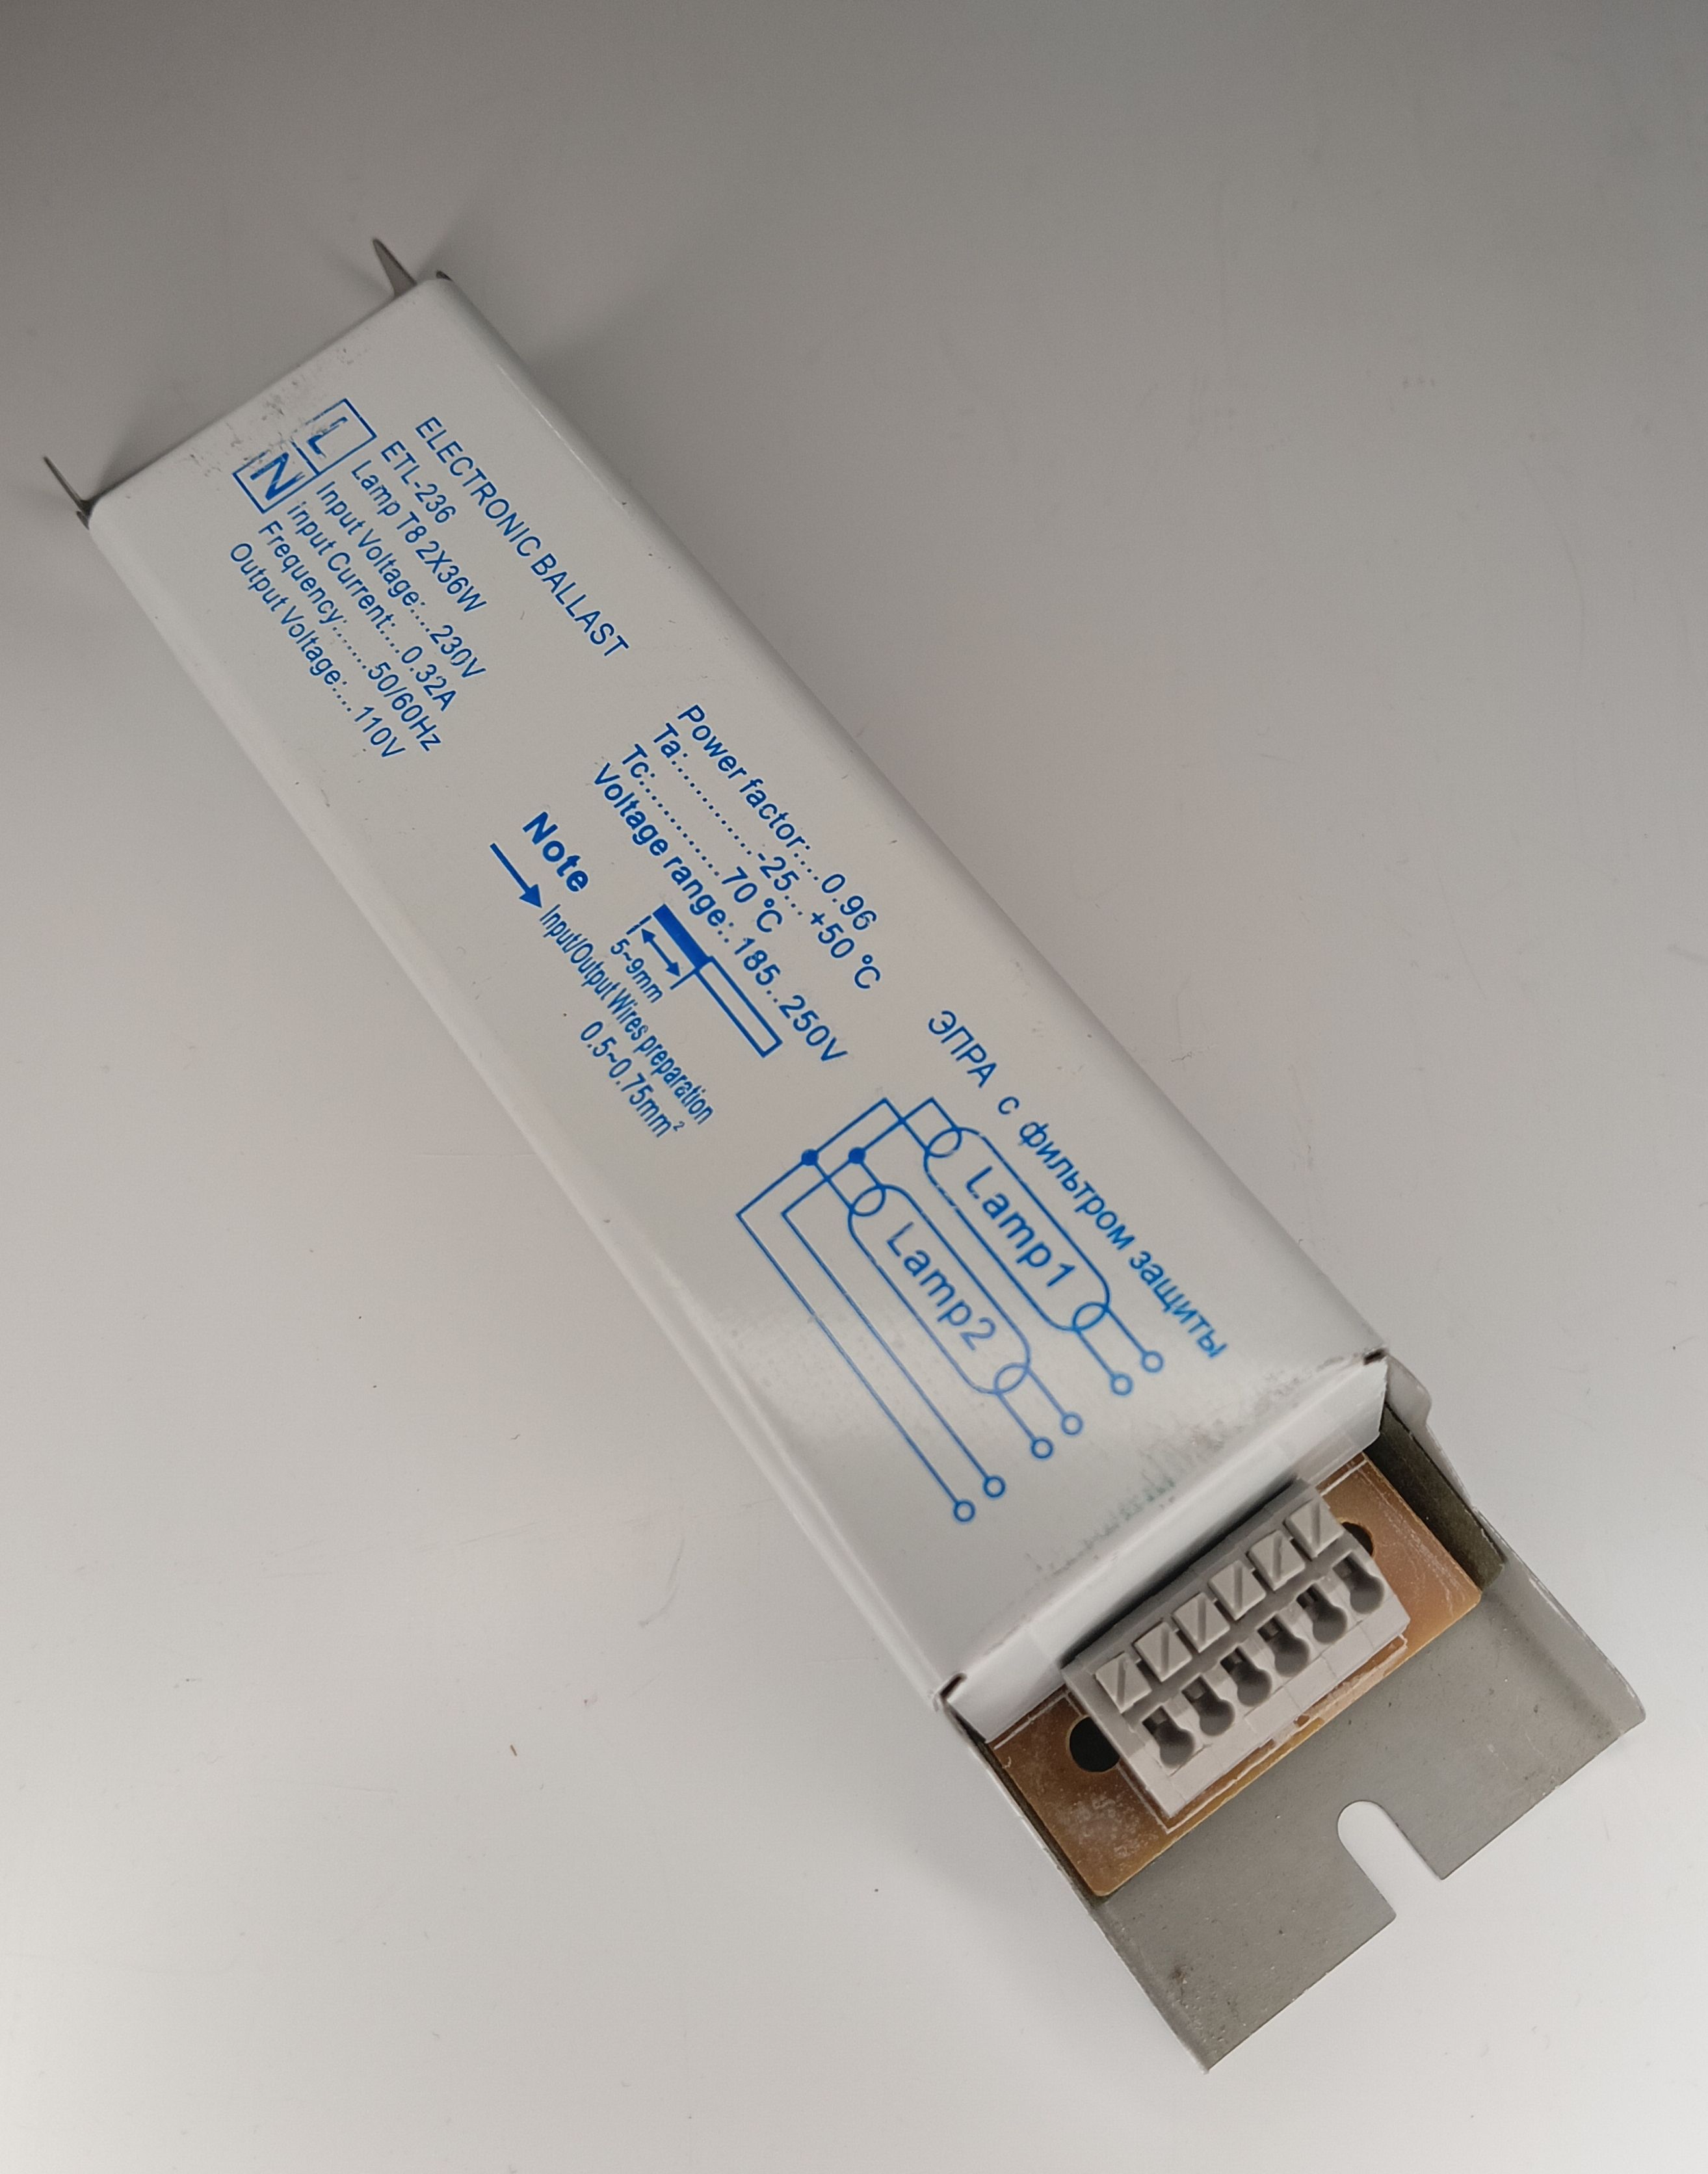 ELECTRONIC BALLAST
ETL-236
Lamp T8 2X36W
L
N
Input Voltage:...230V
input Current:...0.32A
Frequency.......50/60Hz
Output Voltage:...110V
Power factor:...0.96
Ta:..............-25...+50 ℃
Tc:..............70 ℃
Voltage range:..185..250V
Note
5~9mm
Input/Output Wires preparation
0.5~0.75mm²
ЭПРА с фильтром защиты
Lamp1
Lamp2